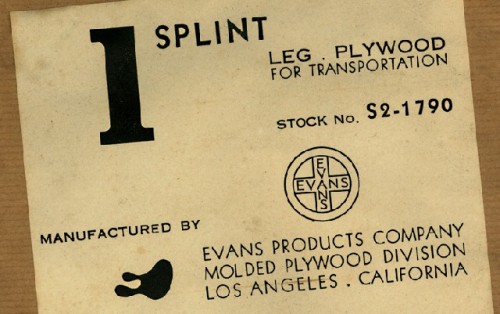 1 SPLINT
LEG . PLYWOOD
FOR TRANSPORTATION
STOCK No. S2-1790
EVANS
EVANS
MANUFACTURED BY
EVANS PRODUCTS COMPANY
MOLDED PLYWOOD DIVISION
LOS ANGELES . CALIFORNIA